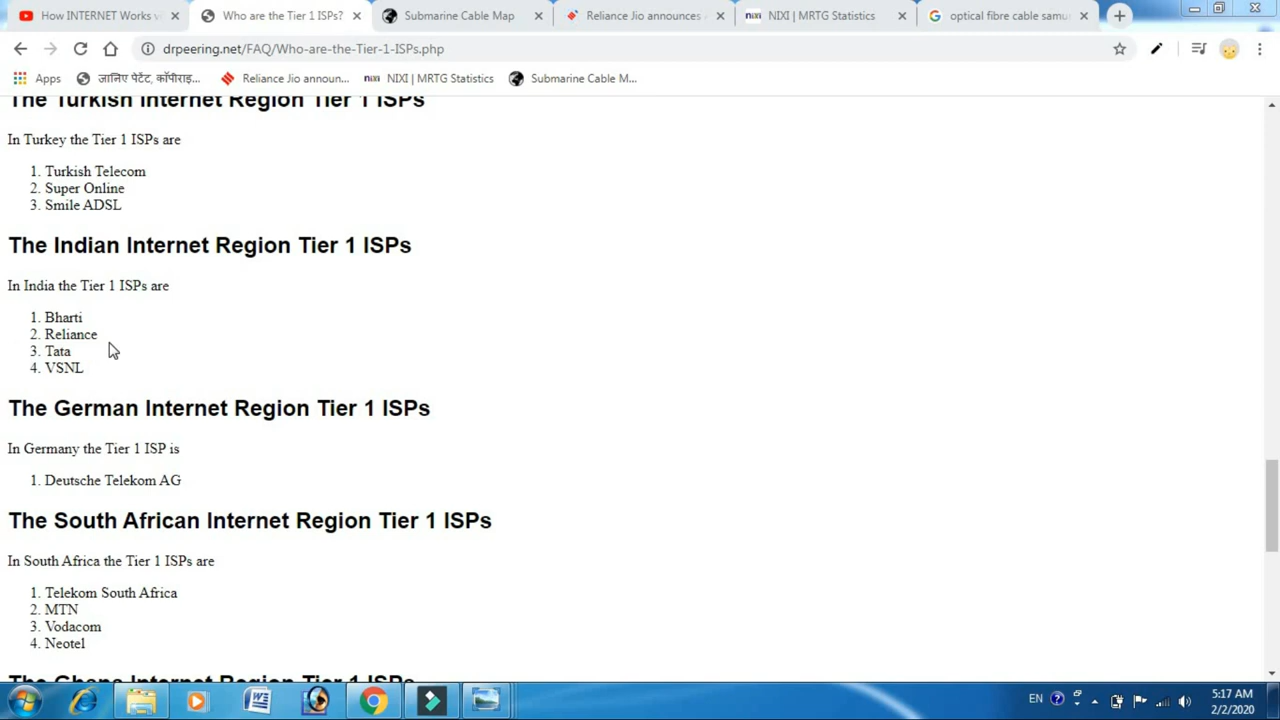 How INTERNET Works v
Who are the Tier 1 ISPs?
Submarine Cable Map
Reliance Jio announces
NIXI | MRTG Statistics
optical fibre cable samu
drpeering.net/FAQ/Who-are-the-Tier-1-ISPs.php
Apps
जानिए पेटेंट, कॉपीराइ...
Reliance Jio announ...
NIXI | MRTG Statistics
Submarine Cable M...
The Turkish Internet Region Tier 1 ISPs
In Turkey the Tier 1 ISPs are
1. Turkish Telecom
2. Super Online
3. Smile ADSL
The Indian Internet Region Tier 1 ISPs
In India the Tier 1 ISPs are
1. Bharti
2. Reliance
3. Tata
4. VSNL
The German Internet Region Tier 1 ISPs
In Germany the Tier 1 ISP is
1. Deutsche Telekom AG
The South African Internet Region Tier 1 ISPs
In South Africa the Tier 1 ISPs are
1. Telekom South Africa
2. MTN
3. Vodacom
4. Neotel
The Ghana Internet Region Tier 1 ISPs
EN
5:17 AM
2/2/2020